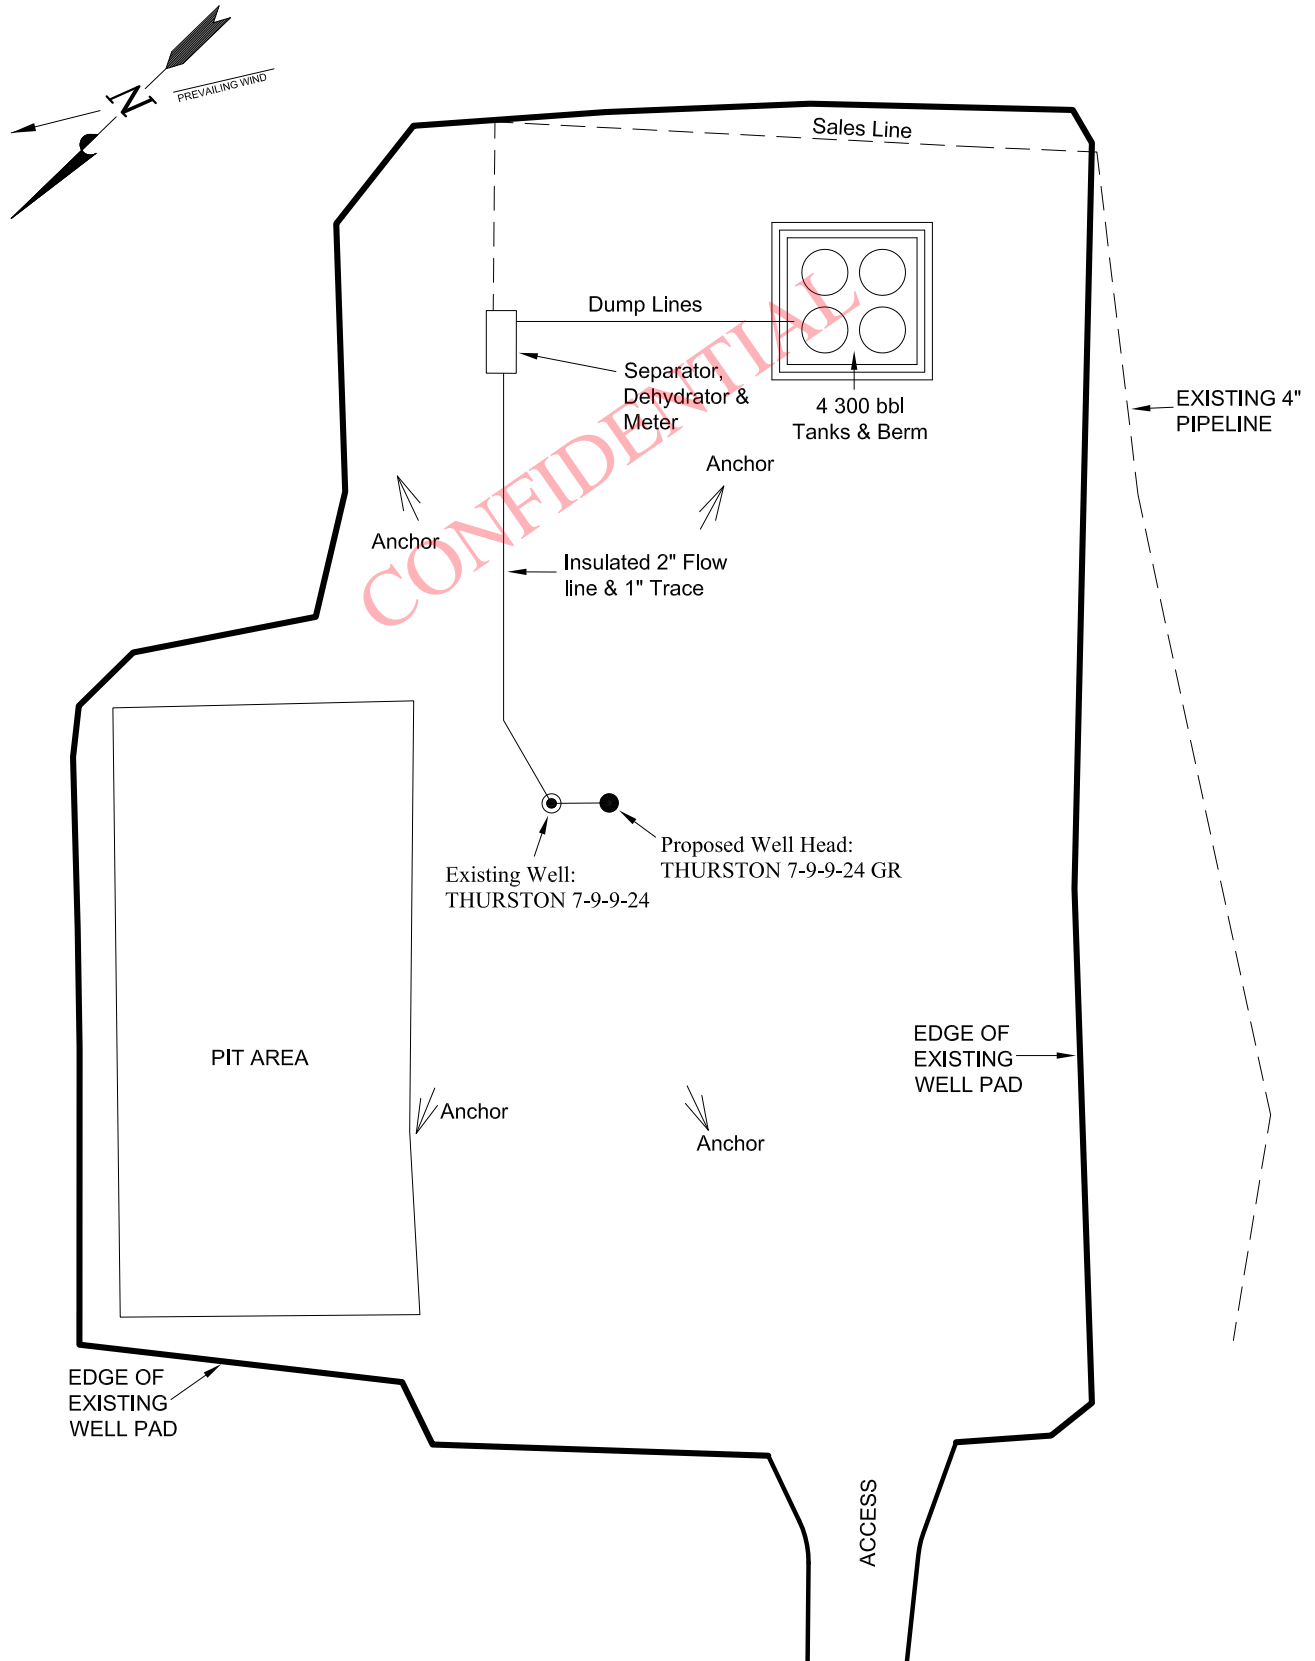 N
PREVAILING WIND
Sales Line
Dump Lines
Separator,
Dehydrator &
Meter
4 300 bbl
Tanks & Berm
EXISTING 4"
PIPELINE
Anchor
Anchor
CONFIDENTIAL
Insulated 2" Flow
line & 1" Trace
Proposed Well Head:
THURSTON 7-9-9-24 GR
Existing Well:
THURSTON 7-9-9-24
PIT AREA
EDGE OF
EXISTING
WELL PAD
Anchor
Anchor
EDGE OF
EXISTING
WELL PAD
ACCESS